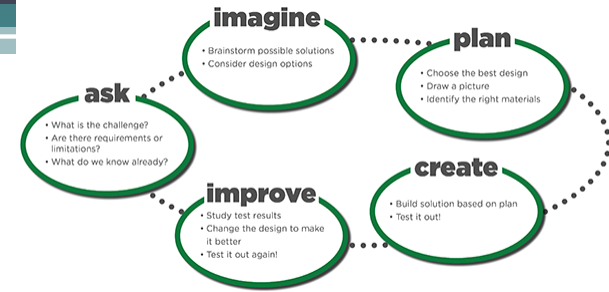 imagine
• Brainstorm possible solutions
• Consider design options
plan
• Choose the best design
• Draw a picture
• Identify the right materials
ask
• What is the challenge?
• Are there requirements or
limitations?
• What do we know already?
create
• Build solution based on plan
• Test it out!
improve
• Study test results
• Change the design to make
it better
• Test it out again!